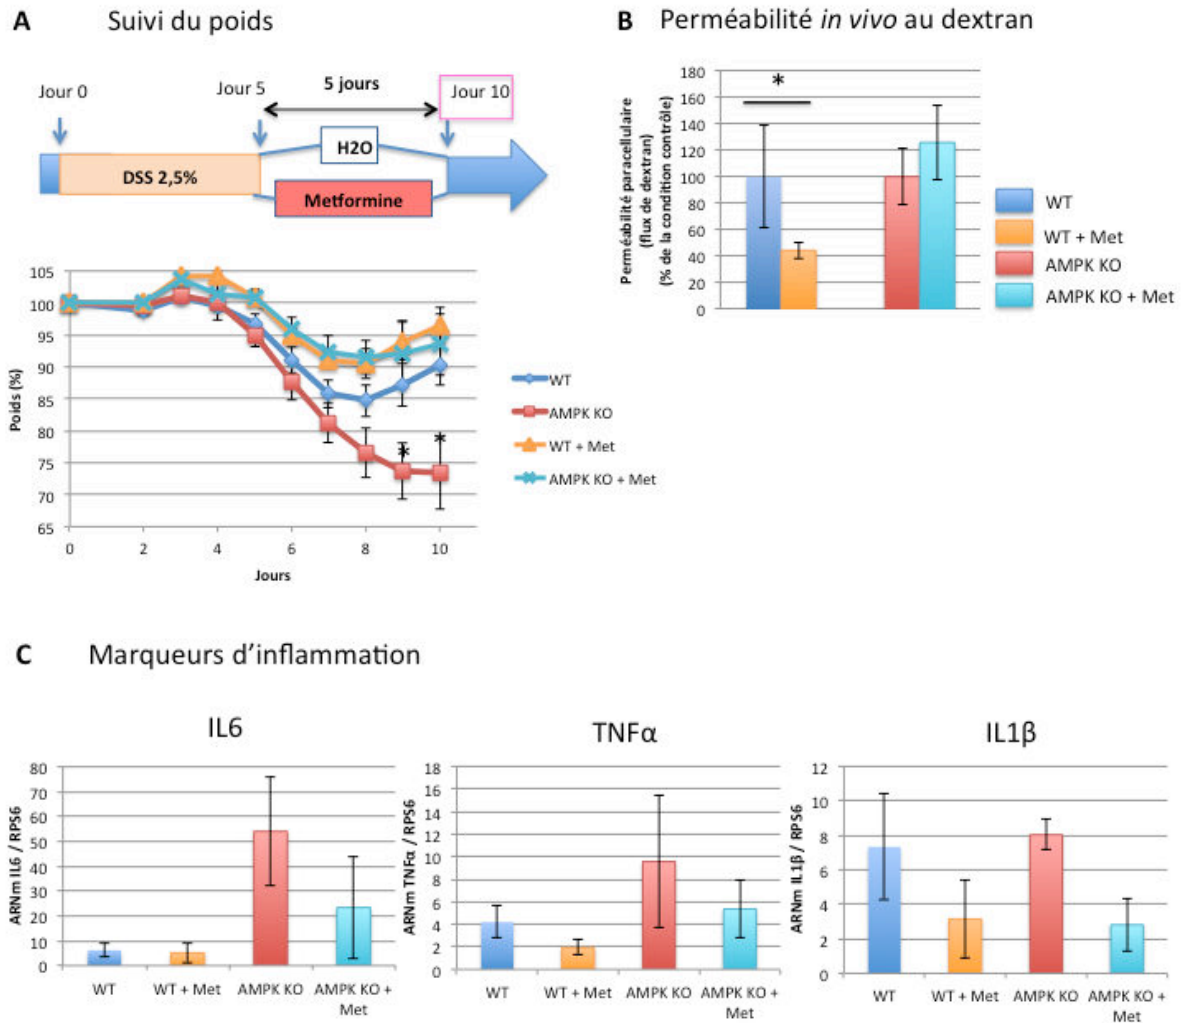 A Suivi du poids
Jour 0
Jour 5
5 jours
Jour 10
H2O
DSS 2,5%
Metformine
105
100
95
90
85
80
75
70
65
Poids (%)
0 2 4 6 8 10
Jours
* *
WT
AMPK KO
WT + Met
AMPK KO + Met
B Perméabilité in vivo au dextran
Perméabilité paracellulaire
(flux de dextran)
(% de la condition contrôle)
180
160
140
120
100
80
60
40
20
0
*
WT
WT + Met
AMPK KO
AMPK KO + Met
C Marqueurs d’inflammation
IL6
ARNm IL6 / RPS6
80
70
60
50
40
30
20
10
0
WT WT + Met AMPK KO AMPK KO +
Met
TNFα
ARNm TNFα / RPS6
18
16
14
12
10
8
6
4
2
0
WT WT + Met AMPK KO AMPK KO +
Met
IL1β
ARNm IL1β / RPS6
12
10
8
6
4
2
0
WT WT + Met AMPK KO AMPK KO +
Met